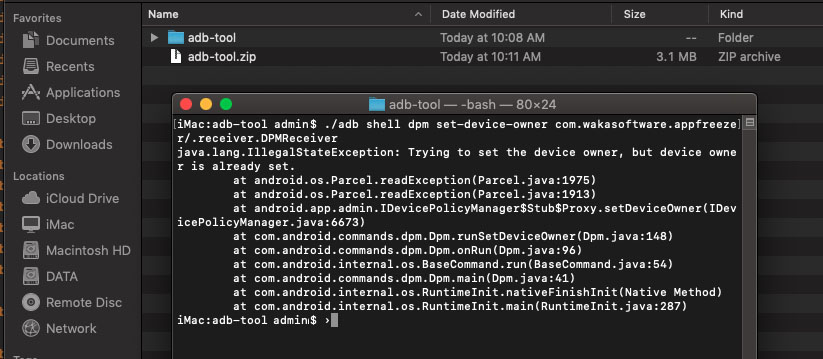 Favorites
Documents
Recents
Applications
Desktop
Downloads
Locations
iCloud Drive
iMac
Macintosh HD
DATA
Remote Disc
Network
Name Date Modified Size Kind
adb-tool Today at 10:08 AM -- Folder
adb-tool.zip Today at 10:11 AM 3.1 MB ZIP archive
adb-tool — -bash — 80×24
[iMac:adb-tool admin$ ./adb shell dpm set-device-owner com.wakasoftware.appfreeze]
r/.receiver.DPMReceiver
java.lang.IllegalStateException: Trying to set the device owner, but device owne
r is already set.
at android.os.Parcel.readException(Parcel.java:1975)
at android.os.Parcel.readException(Parcel.java:1913)
at android.app.admin.IDevicePolicyManager$Stub$Proxy.setDeviceOwner(IDev
icePolicyManager.java:6673)
at com.android.commands.dpm.Dpm.runSetDeviceOwner(Dpm.java:148)
at com.android.commands.dpm.Dpm.onRun(Dpm.java:96)
at com.android.internal.os.BaseCommand.run(BaseCommand.java:54)
at com.android.commands.dpm.Dpm.main(Dpm.java:41)
at com.android.internal.os.RuntimeInit.nativeFinishInit(Native Method)
at com.android.internal.os.RuntimeInit.main(RuntimeInit.java:287)
iMac:adb-tool admin$ ›